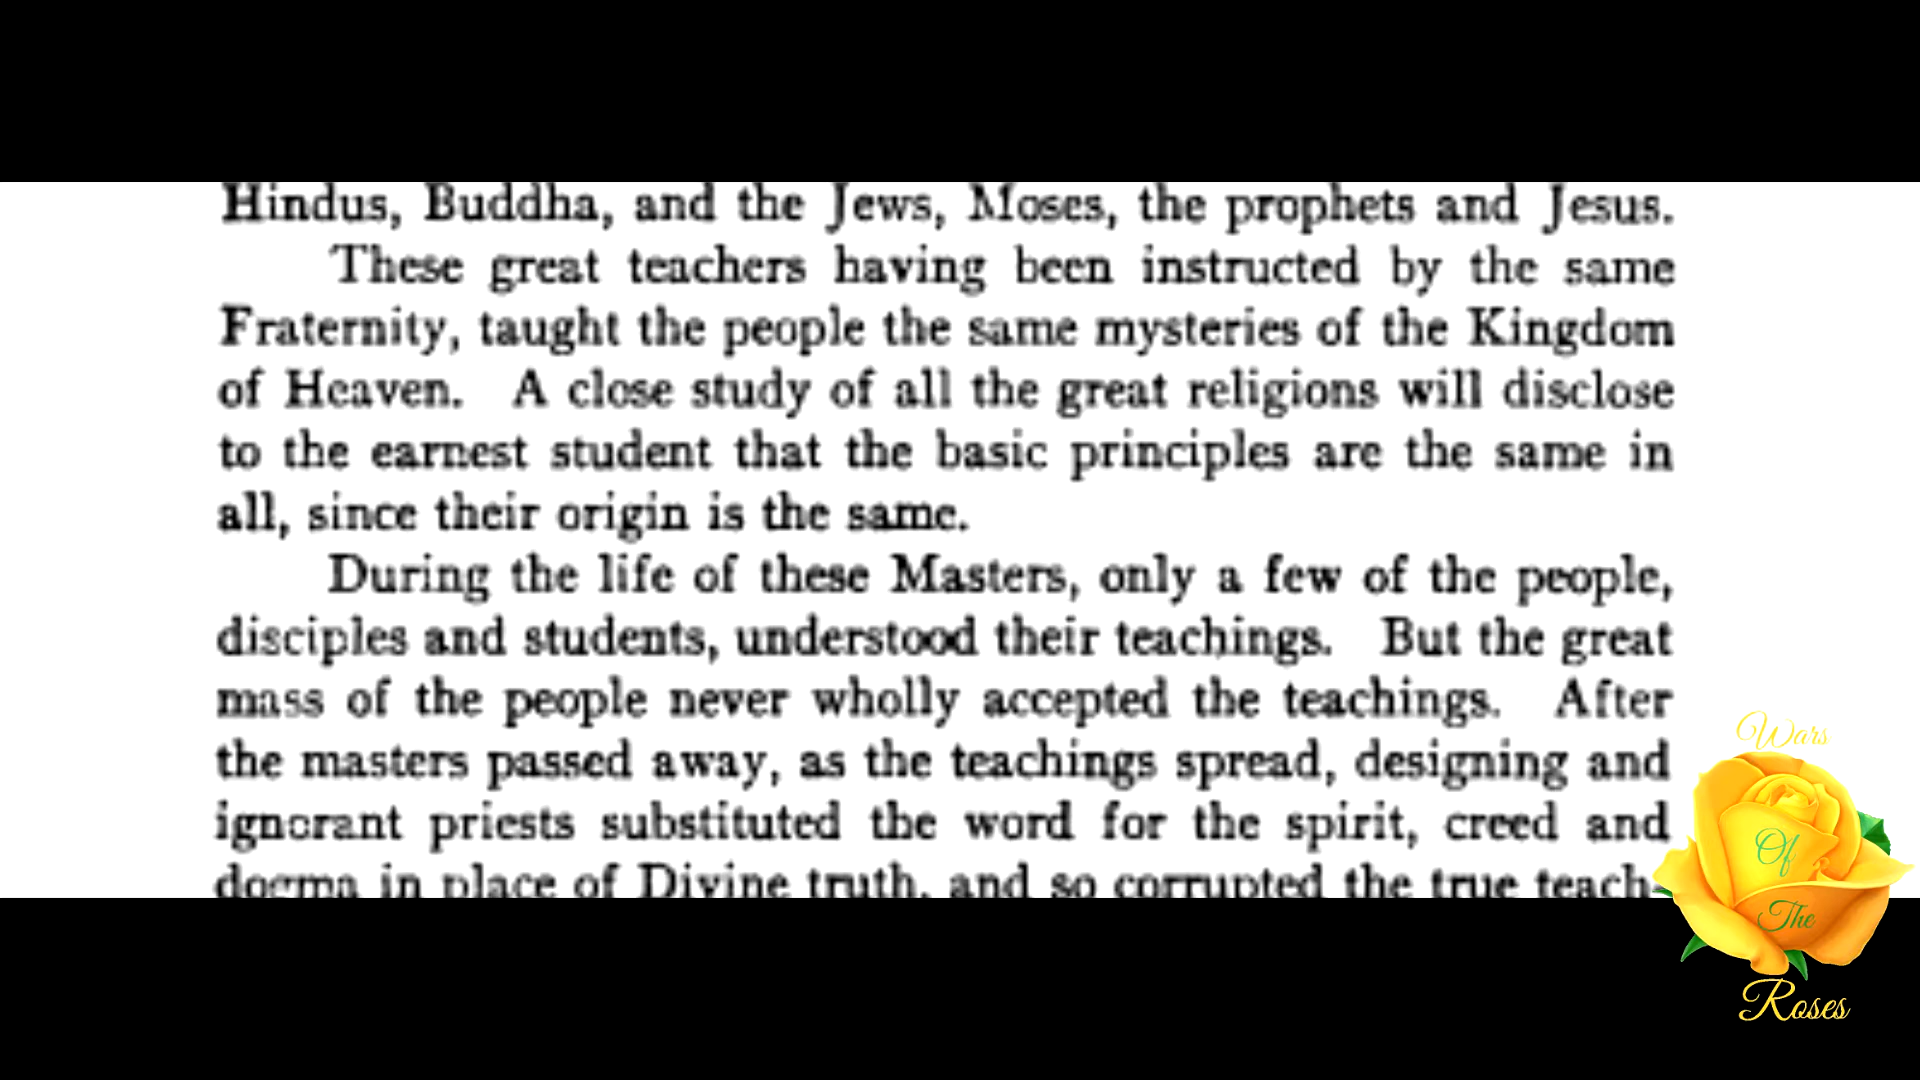 Hindus, Buddha, and the Jews, Moses, the prophets and Jesus.
These great teachers having been instructed by the same
Fraternity, taught the people the same mysteries of the Kingdom
of Heaven. A close study of all the great religions will disclose
to the earnest student that the basic principles are the same in
all, since their origin is the same.
During the life of these Masters, only a few of the people,
disciples and students, understood their teachings. But the great
mass of the people never wholly accepted the teachings. After
the masters passed away, as the teachings spread, designing and
ignorant priests substituted the word for the spirit, creed and
dogma in place of Divine truth, and so corrupted the true teach-
Wars
Of
The
Roses